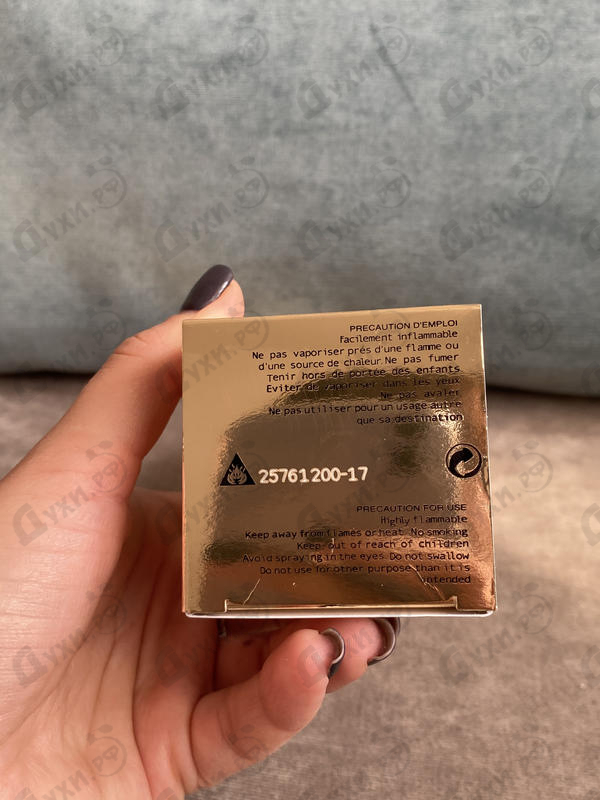 PRECAUTION D'EMPLOI
Facilement inflammable
Ne pas vaporiser prés d'une flamme ou
d'une source de chaleur. Ne pas fumer
Tenir hors de portée des enfants
Eviter de vaporiser dans les yeux
Ne pas avaler
Ne pas utiliser pour un usage autre
que sa destination
25761200-17
PRECAUTION FOR USE
Highly flammable
Keep away from flames or heat. No smoking
Keep out of reach of children
Avoid spraying in the eyes. Do not swallow
Do not use for other purpose than it is
intended
Духи.рф